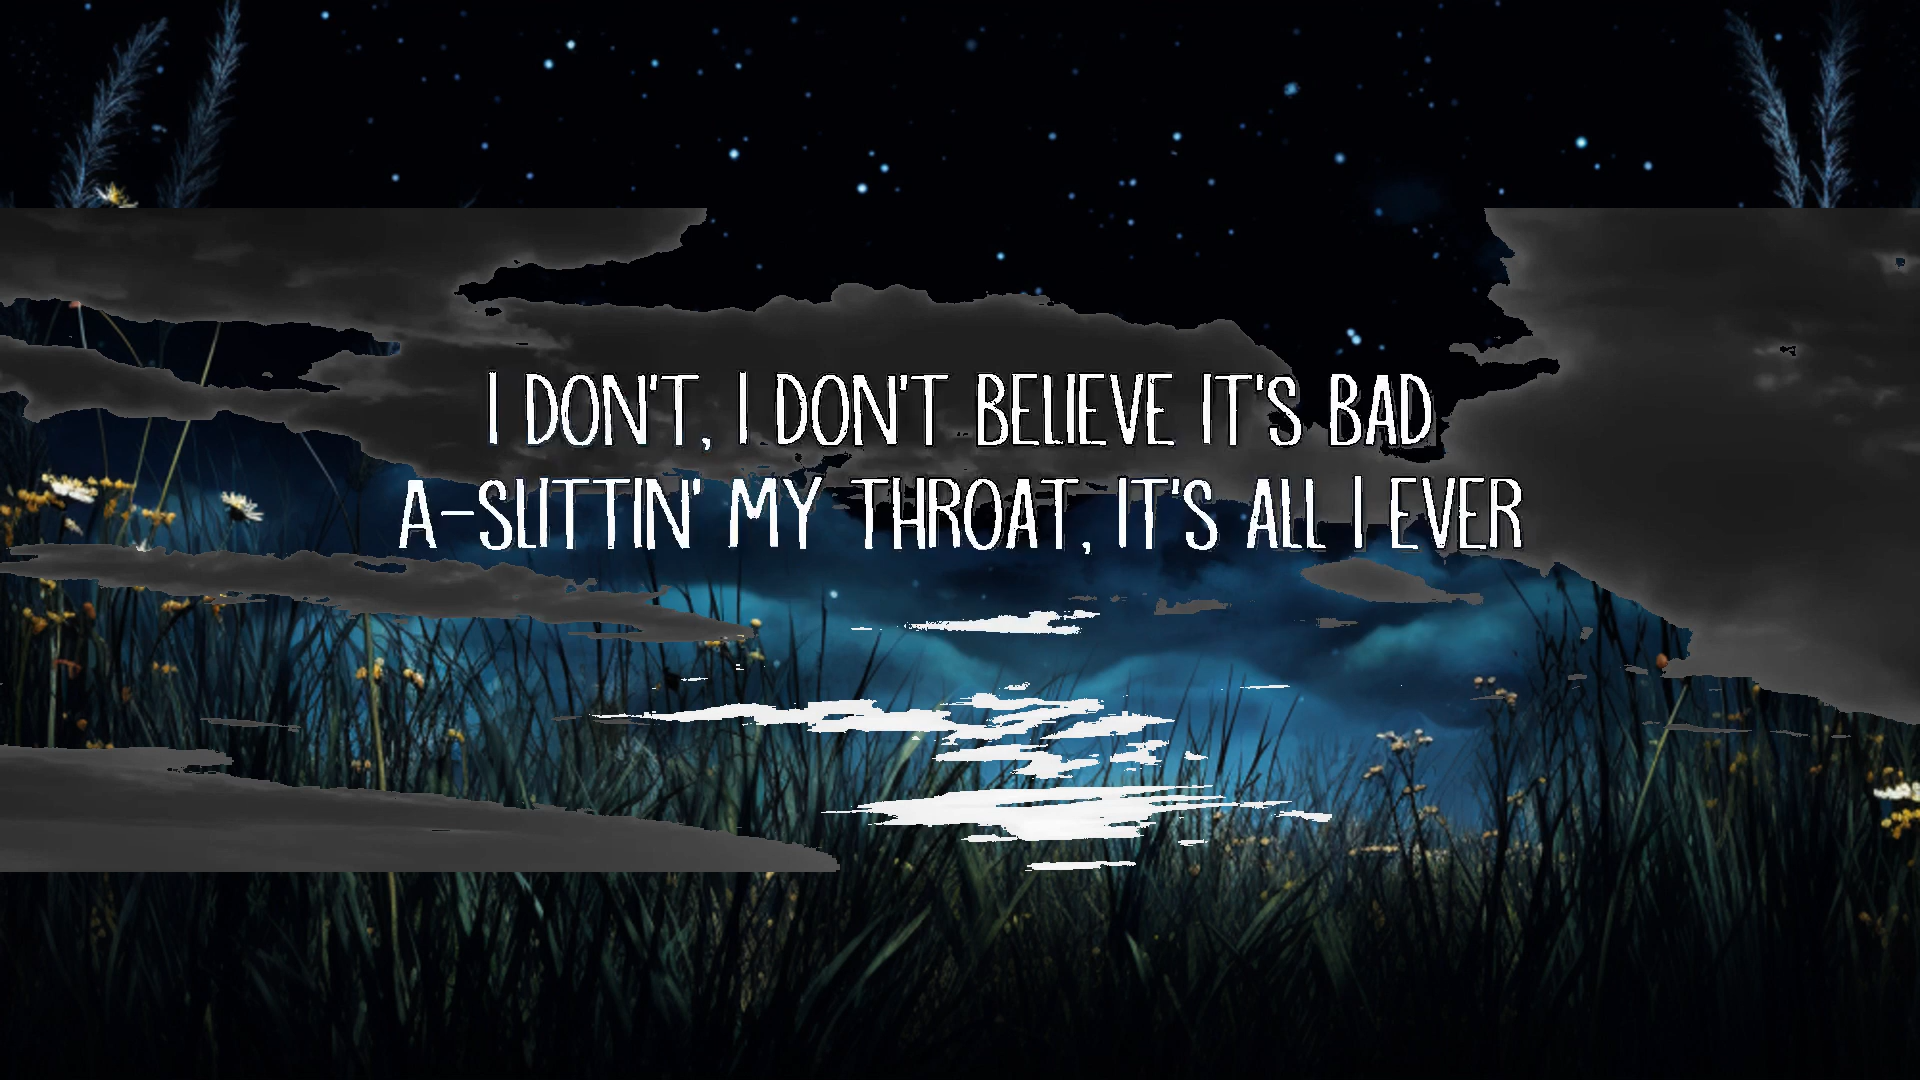 I DON'T, I DON'T BELIEVE IT'S BAD
A-SLITTIN' MY THROAT, IT'S ALL I EVER